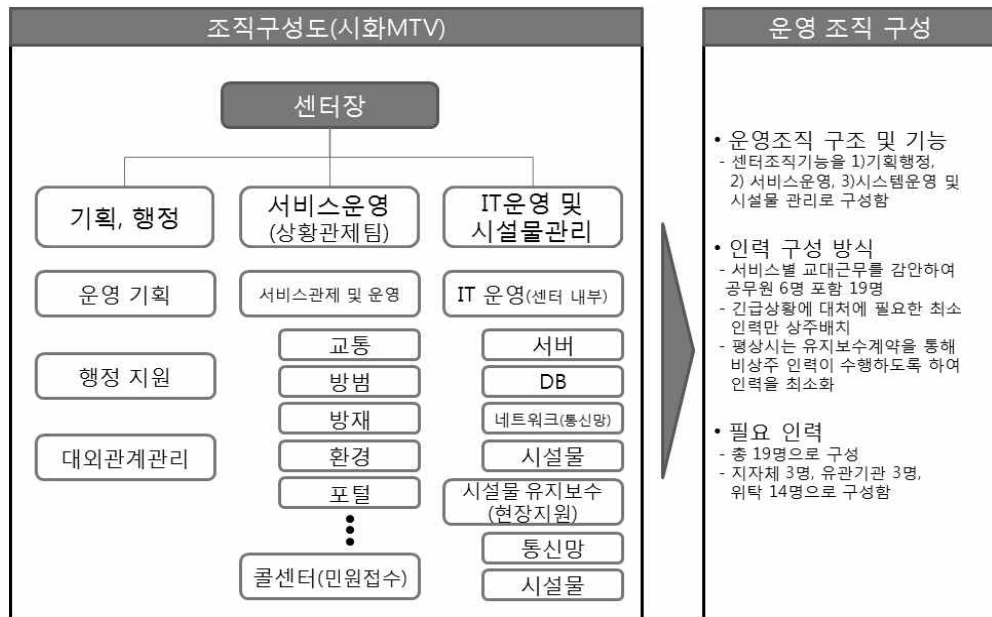 조직구성도(시화MTV)
센터장
기획, 행정
운영 기획
행정 지원
대외관계관리
서비스운영
(상황관제팀)
서비스관제 및 운영
교통
방범
방재
환경
포털
콜센터(민원접수)
IT운영 및
시설물관리
IT 운영(센터 내부)
서버
DB
네트워크(통신망)
시설물
시설물 유지보수
(현장지원)
통신망
시설물
운영 조직 구성
• 운영조직 구조 및 기능
- 센터조직기능을 1)기획행정,
2) 서비스운영, 3)시스템운영 및
시설물 관리로 구성함
• 인력 구성 방식
- 서비스별 교대근무를 감안하여
공무원 6명 포함 19명
- 긴급상황에 대처에 필요한 최소
인력만 상주배치
- 평상시는 유지보수계약을 통해
비상주 인력이 수행하도록 하여
인력을 최소화
• 필요 인력
- 총 19명으로 구성
- 지자체 3명, 유관기관 3명,
위탁 14명으로 구성함